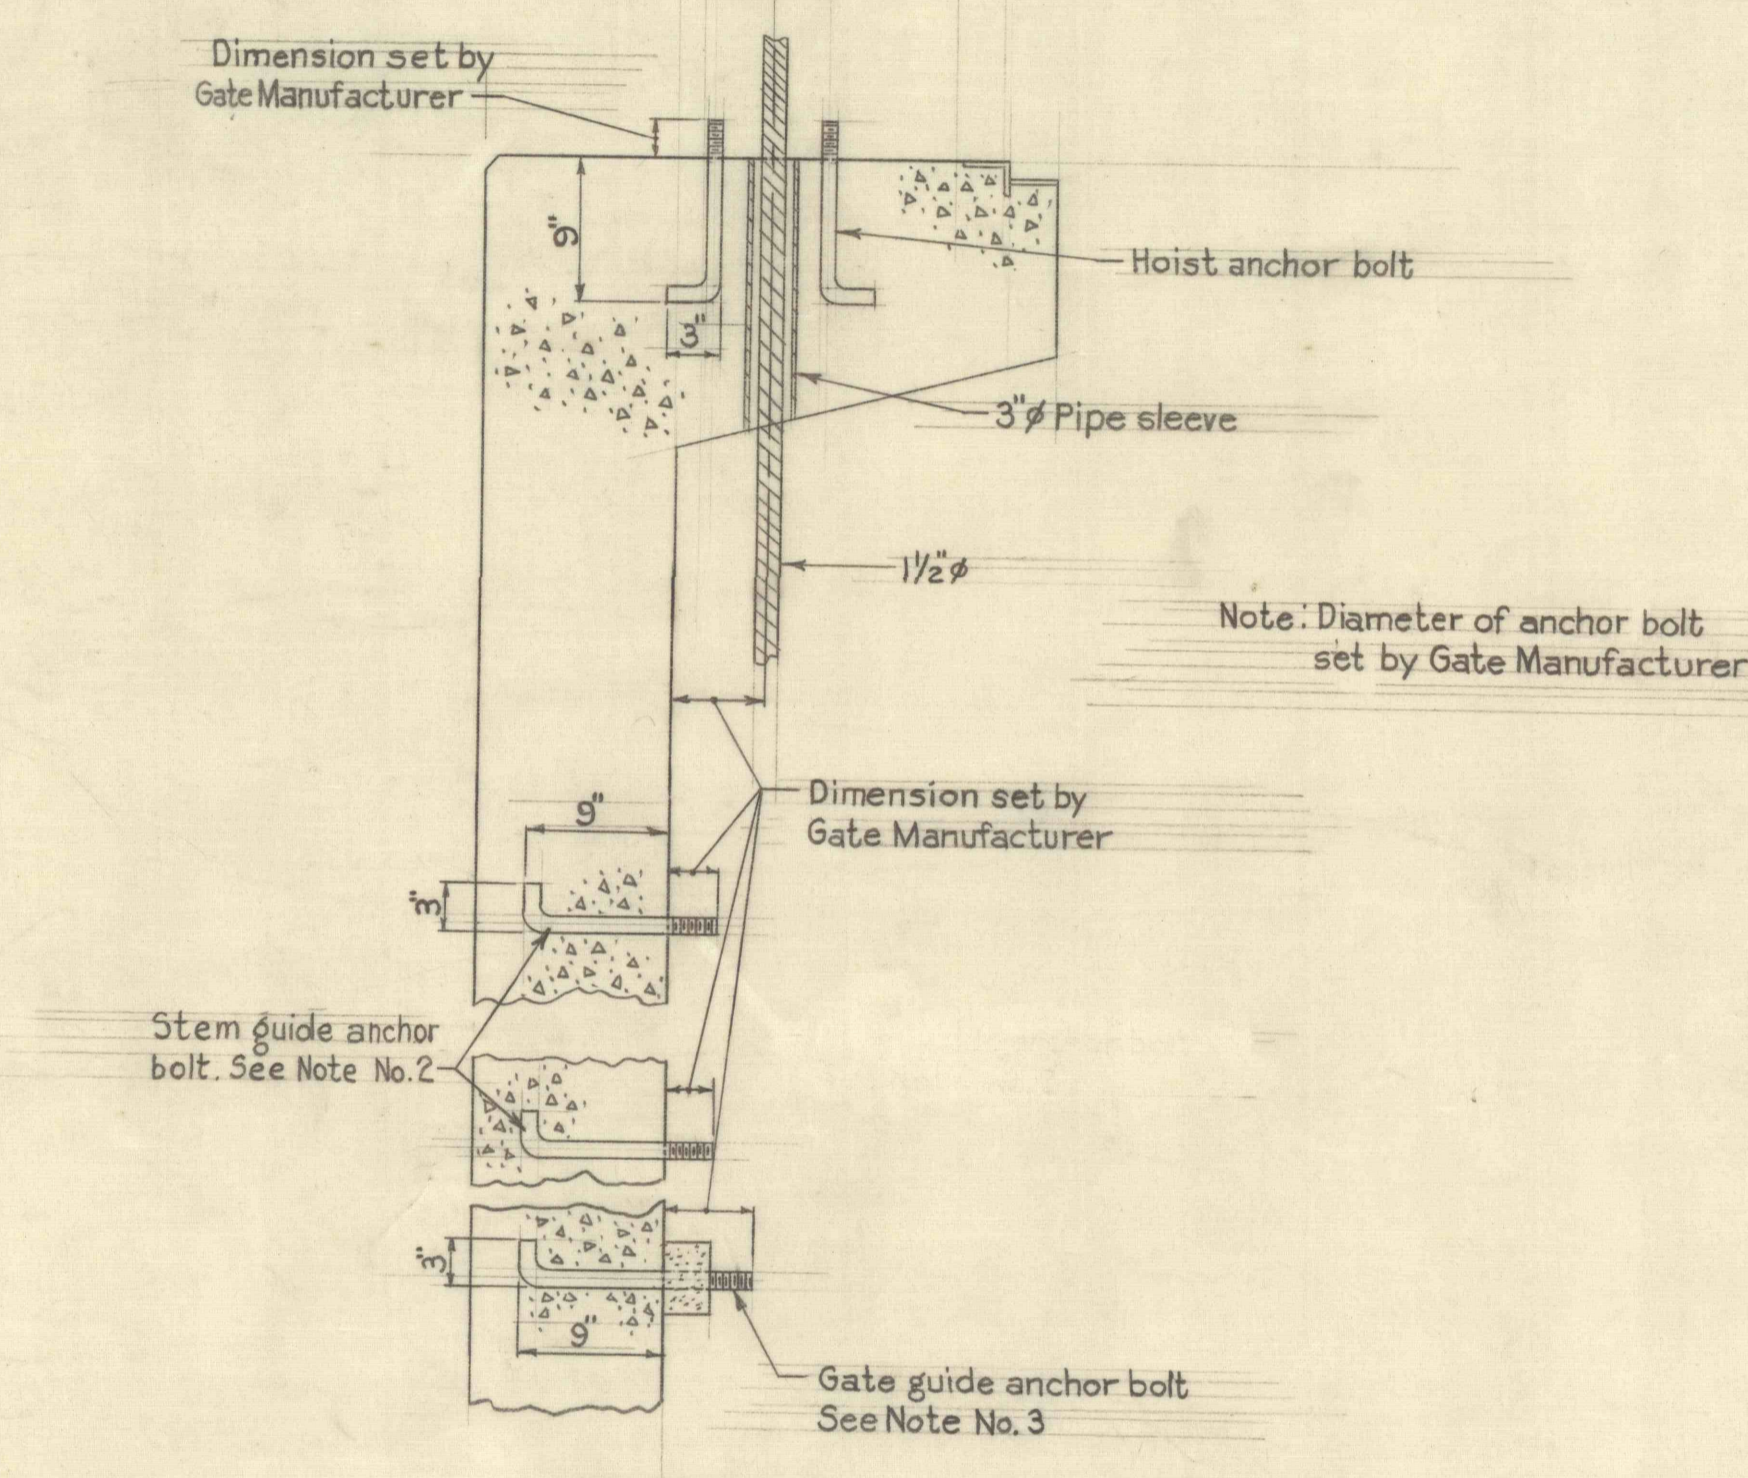 Dimension set by
Gate Manufacturer
9"
3"
Hoist anchor bolt
3"ø Pipe sleeve
1½"ø
Note: Diameter of anchor bolt
set by Gate Manufacturer
Dimension set by
Gate Manufacturer
9"
3"
Stem guide anchor
bolt. See Note No. 2
3"
9"
Gate guide anchor bolt
See Note No. 3